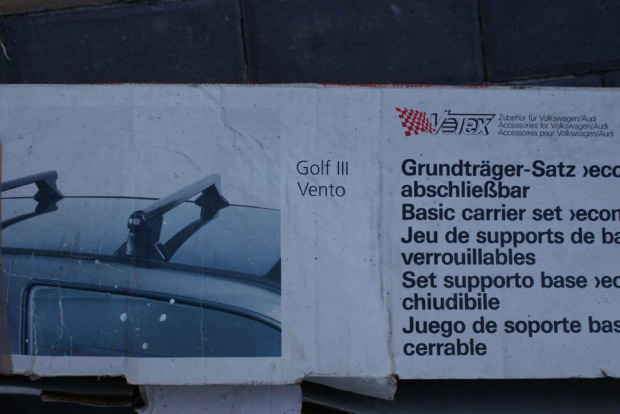 Votex
Zubehör für Volkswagen/Audi
Accessories for Volkswagen/Audi
Accessoires pour Volkswagen/Audi
Golf III
Vento
Grundträger-Satz ›eco
abschließbar
Basic carrier set ›econ
Jeu de supports de ba
verrouillables
Set supporto base ›ec
chiudibile
Juego de soporte bas
cerrable